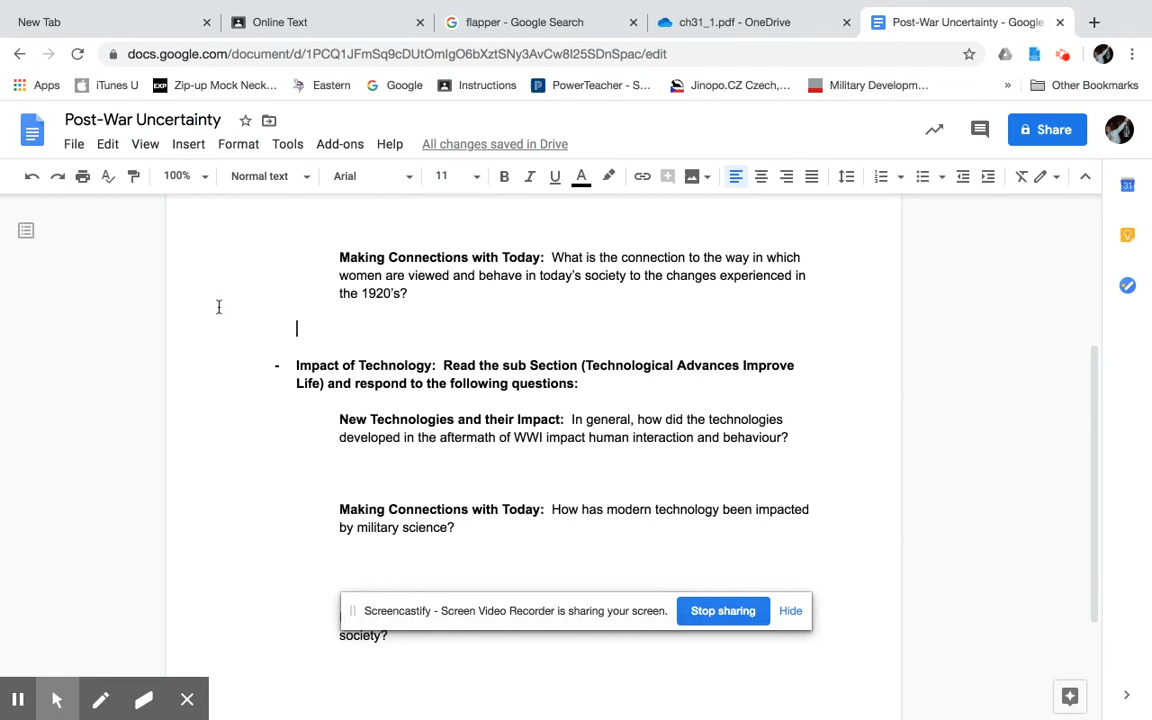 New Tab
Online Text
flapper - Google Search
ch31_1.pdf - OneDrive
Post-War Uncertainty - Google
docs.google.com/document/d/1PCQ1JFmSq9cDUtOmIgO6bXztSNy3AvCw8I25SDnSpac/edit
Apps
iTunes U
EXP
Zip-up Mock Neck...
Eastern
Google
Instructions
PowerTeacher - S...
Jinopo.CZ Czech,...
Military Developm...
»
Other Bookmarks
Post-War Uncertainty
File
Edit
View
Insert
Format
Tools
Add-ons
Help
All changes saved in Drive
Share
100%
Normal text
Arial
11
B
I
U
A
31
Making Connections with Today: What is the connection to the way in which
women are viewed and behave in today's society to the changes experienced in
the 1920's?
- Impact of Technology: Read the sub Section (Technological Advances Improve
Life) and respond to the following questions:
New Technologies and their Impact: In general, how did the technologies
developed in the aftermath of WWI impact human interaction and behaviour?
Making Connections with Today: How has modern technology been impacted
by military science?
Screencastify - Screen Video Recorder is sharing your screen.
Stop sharing
Hide
society?